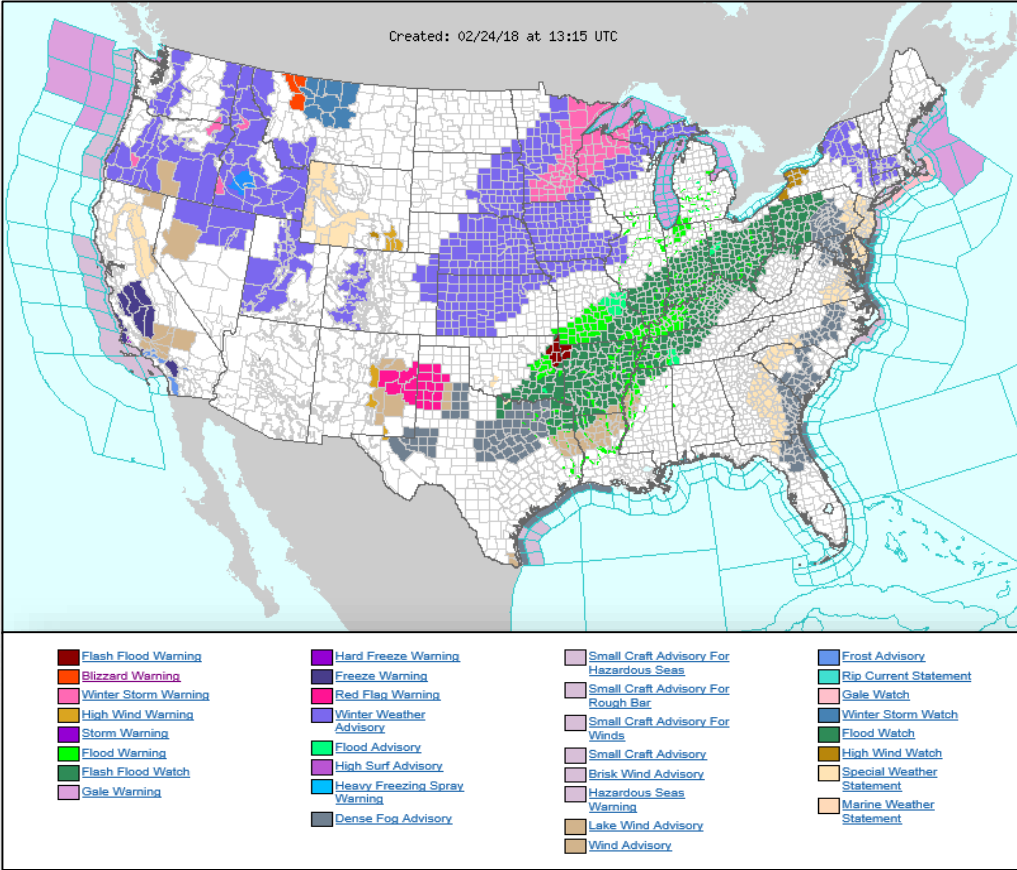 Created: 02/24/18 at 13:15 UTC
Flash Flood Warning
Blizzard Warning
Winter Storm Warning
High Wind Warning
Storm Warning
Flood Warning
Flash Flood Watch
Gale Warning
Hard Freeze Warning
Freeze Warning
Red Flag Warning
Winter Weather
Advisory
Flood Advisory
High Surf Advisory
Heavy Freezing Spray
Warning
Dense Fog Advisory
Small Craft Advisory For
Hazardous Seas
Small Craft Advisory For
Rough Bar
Small Craft Advisory For
Winds
Small Craft Advisory
Brisk Wind Advisory
Hazardous Seas
Warning
Lake Wind Advisory
Wind Advisory
Frost Advisory
Rip Current Statement
Gale Watch
Winter Storm Watch
Flood Watch
High Wind Watch
Special Weather
Statement
Marine Weather
Statement